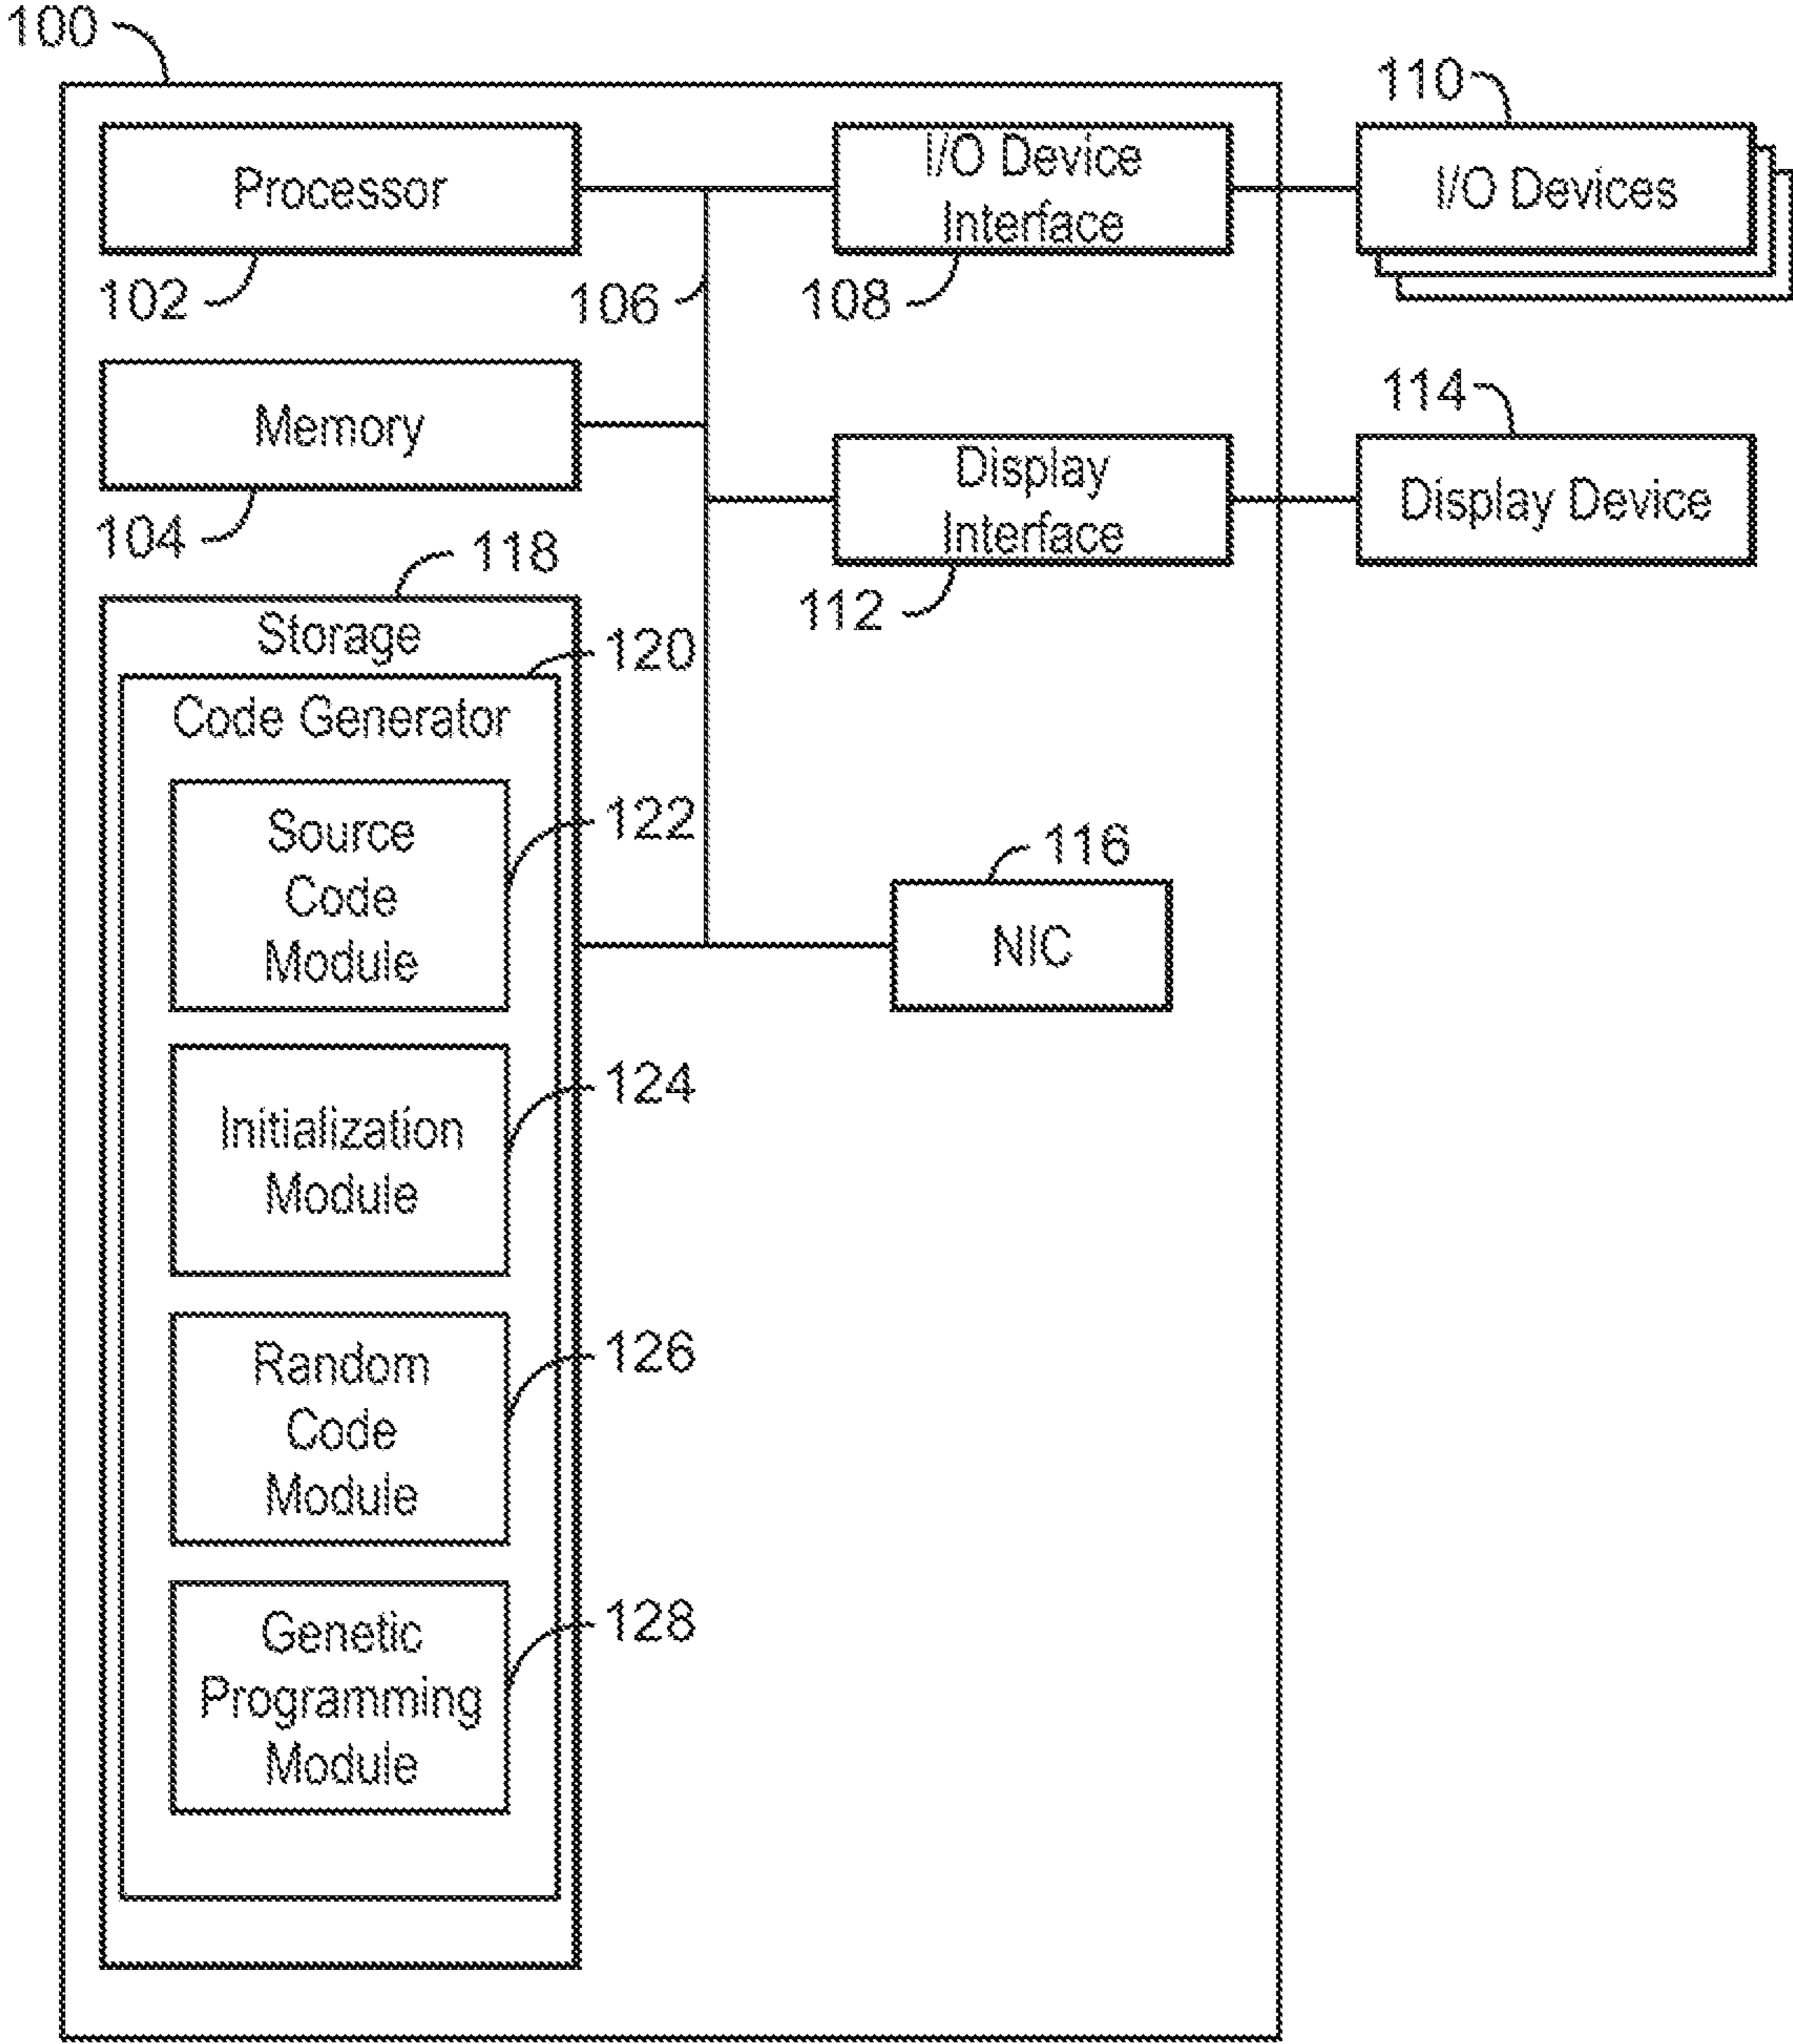 100
110
Processor
I/O Device
Interface
I/O Devices
102
106
108
Memory
114
104
Display
Interface
Display Device
118
112
Storage
120
Code Generator
Source
Code
Module
122
116
NIC
Initialization
Module
124
Random
Code
Module
126
Genetic
Programming
Module
128